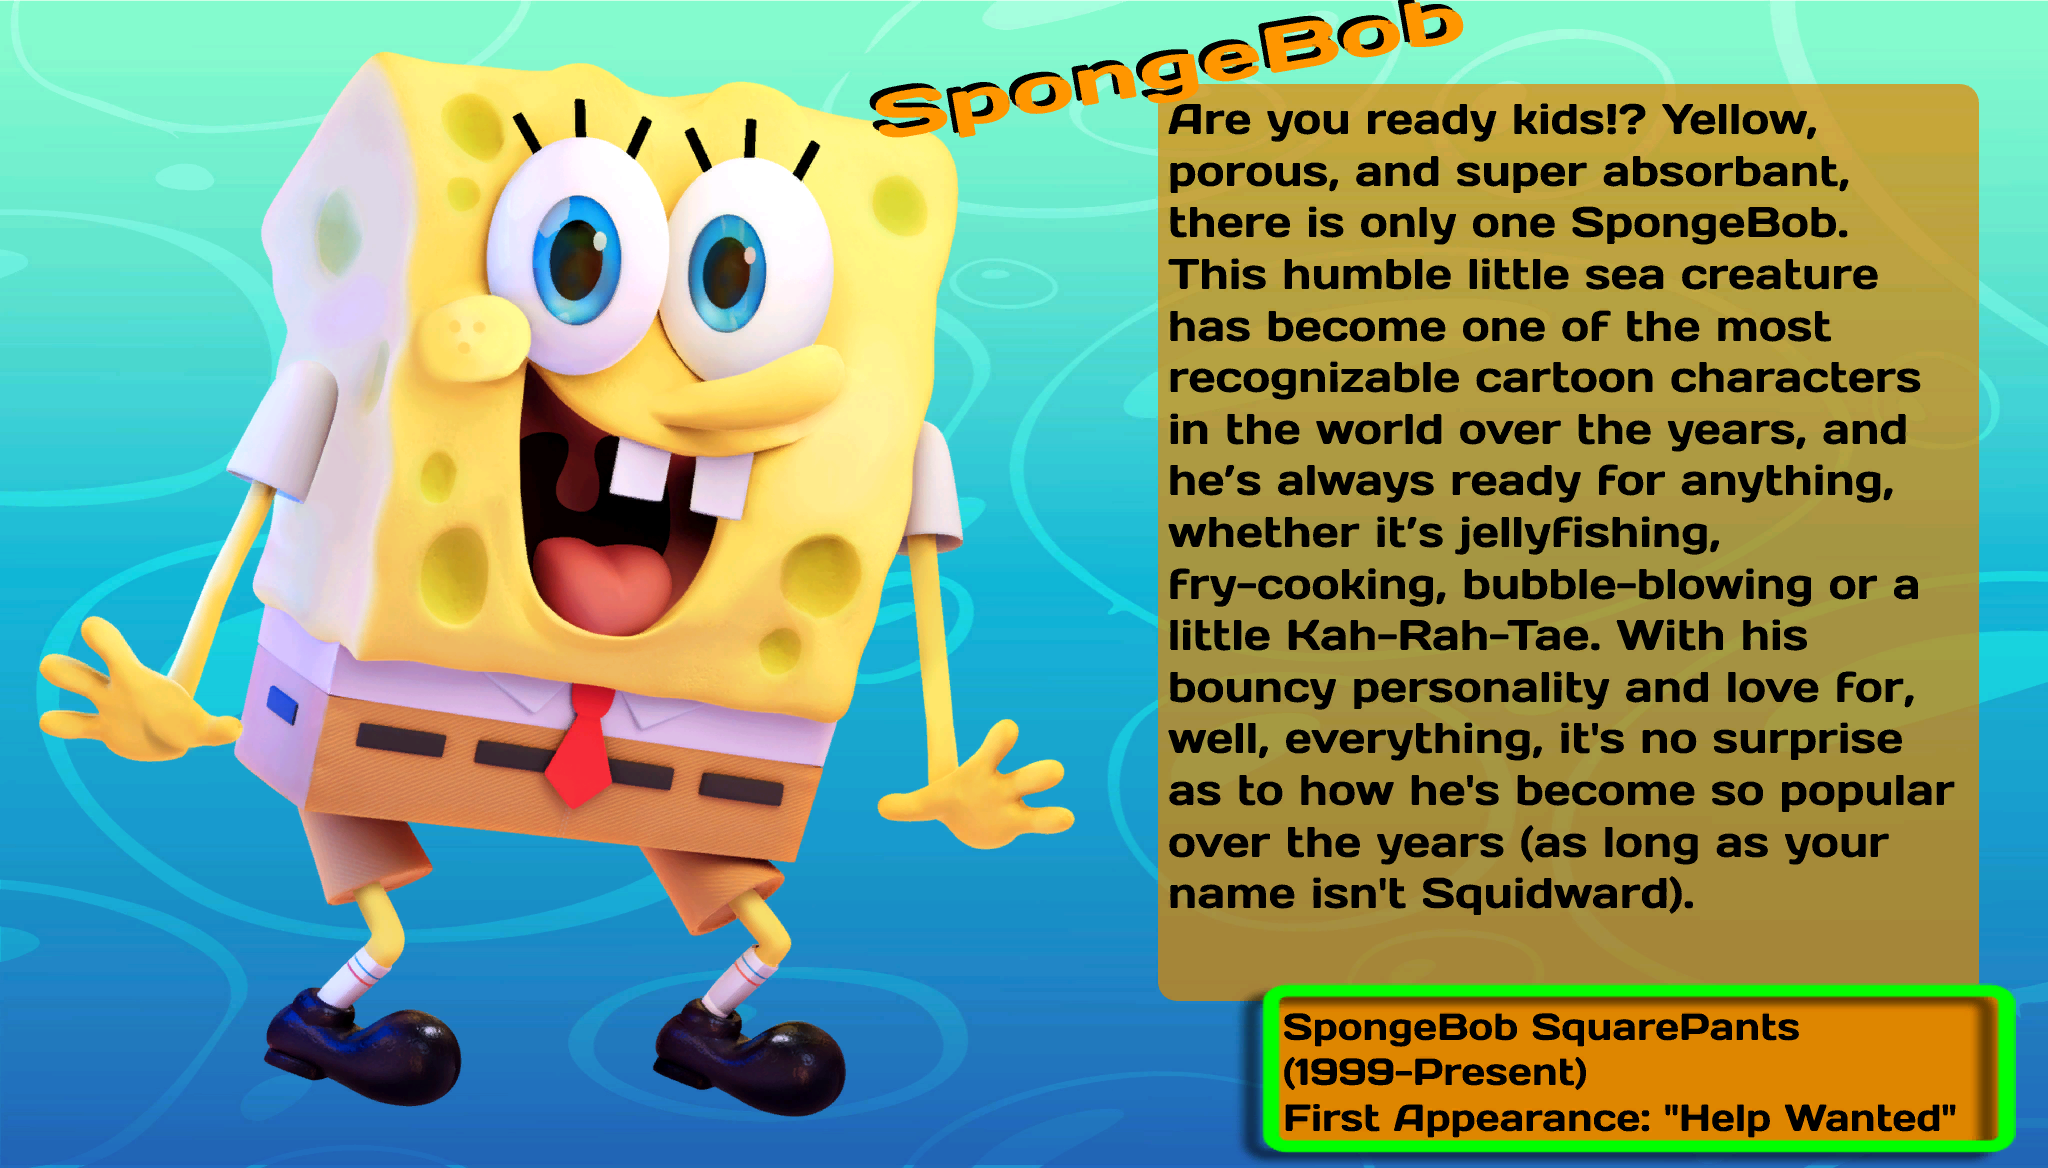 SpongeBob
Are you ready kids!? Yellow,
porous, and super absorbant,
there is only one SpongeBob.
This humble little sea creature
has become one of the most
recognizable cartoon characters
in the world over the years, and
he’s always ready for anything,
whether it’s jellyfishing,
fry-cooking, bubble-blowing or a
little Kah-Rah-Tae. With his
bouncy personality and love for,
well, everything, it's no surprise
as to how he's become so popular
over the years (as long as your
name isn't Squidward).
SpongeBob SquarePants
(1999-Present)
First Appearance: "Help Wanted"